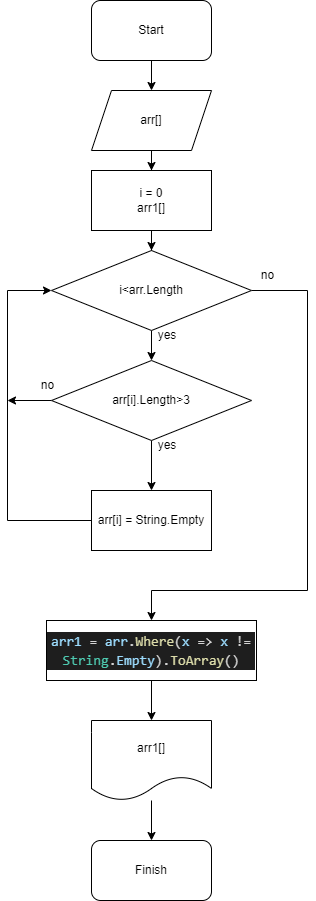 Start
arr[]
i = 0
arr1[]
i<arr.Length
no
yes
arr[i].Length>3
no
yes
arr[i] = String.Empty
arr1 = arr.Where(x => x !=
String.Empty).ToArray()
arr1[]
Finish